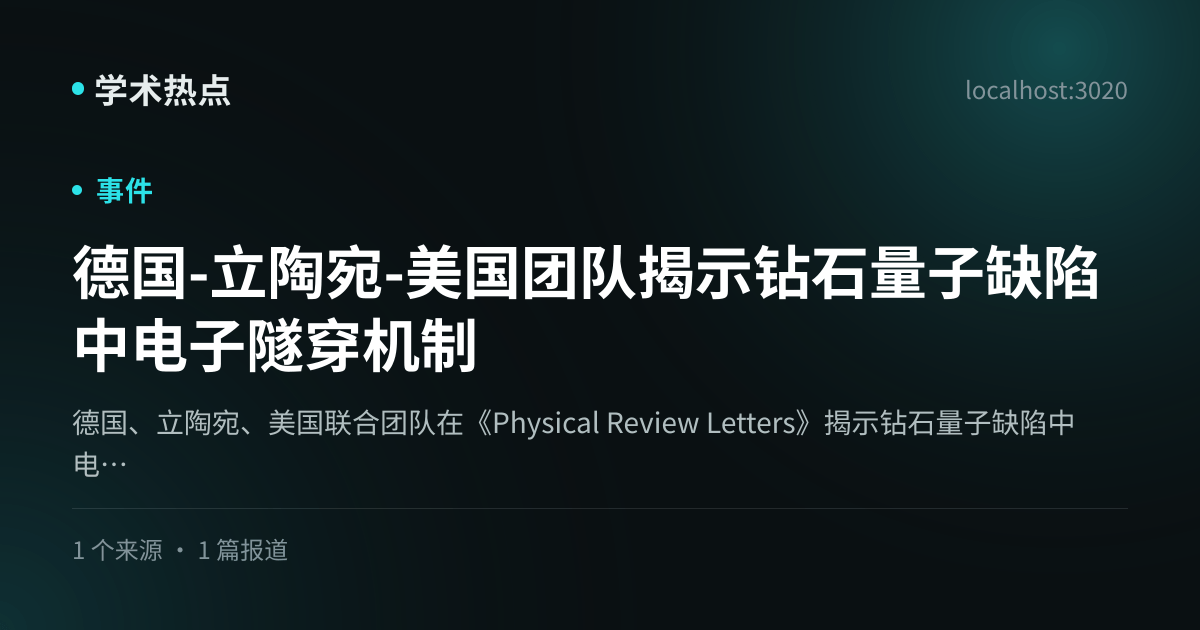 学术热点
localhost:3020
事件
德国-立陶宛-美国团队揭示钻石量子缺陷
中电子隧穿机制
德国、立陶宛、美国联合团队在《Physical Review Letters》揭示钻石量子缺陷中
电…
1 个来源 · 1 篇报道